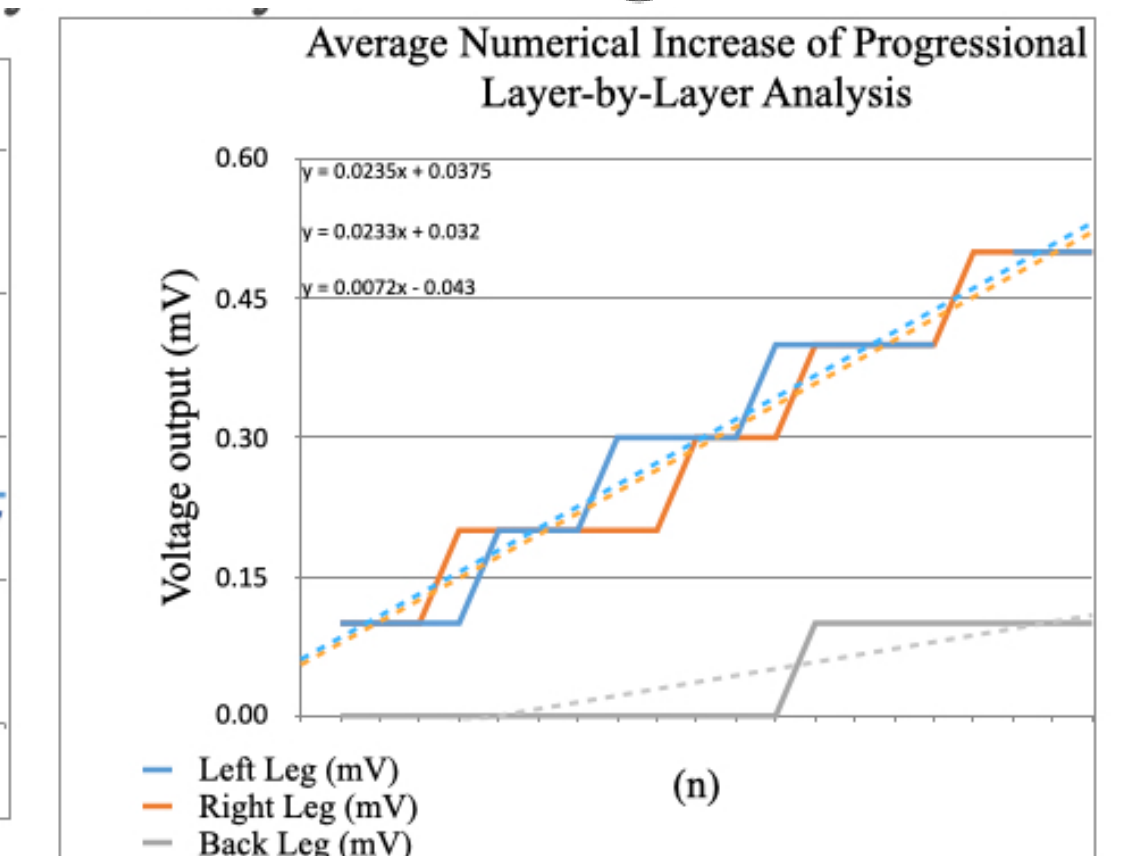 Average Numerical Increase of Progressional
Layer-by-Layer Analysis
0.60
y = 0.0235x + 0.0375
y = 0.0233x + 0.032
y = 0.0072x - 0.043
0.45
0.30
0.15
0.00
Voltage output (mV)
(n)
Left Leg (mV)
Right Leg (mV)
Back Leg (mV)